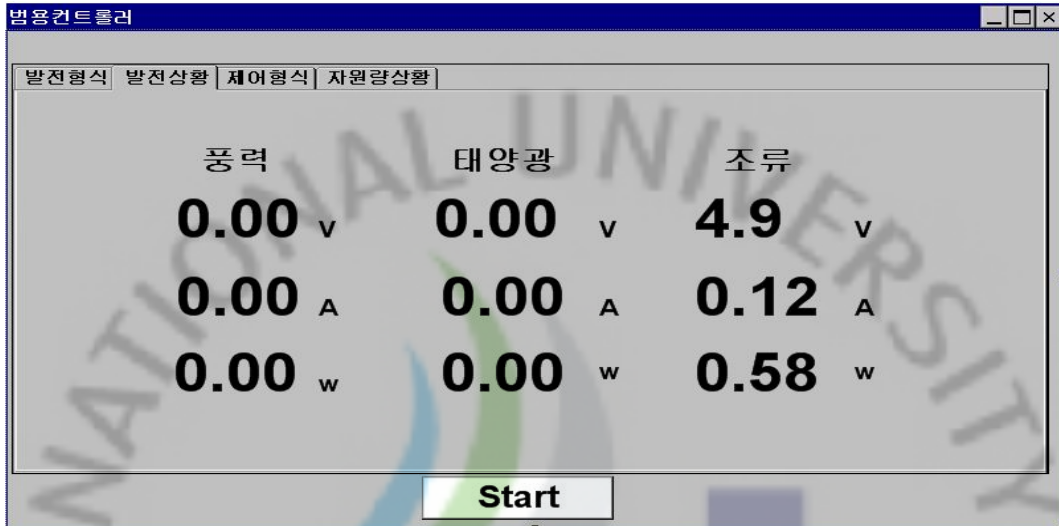 범용컨트롤러
발전형식 발전상황 제어형식 자원량상황
풍력 태양광 조류
0.00 V 0.00 V 4.9 V
0.00 A 0.00 A 0.12 A
0.00 W 0.00 W 0.58 W
Start
NATIONAL UNIVERSITY